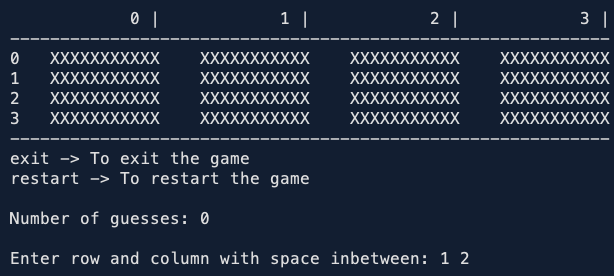 0 | 1 | 2 | 3 |
------------------------------------------------------------
0 XXXXXXXXXXX XXXXXXXXXXX XXXXXXXXXXX XXXXXXXXXXX
1 XXXXXXXXXXX XXXXXXXXXXX XXXXXXXXXXX XXXXXXXXXXX
2 XXXXXXXXXXX XXXXXXXXXXX XXXXXXXXXXX XXXXXXXXXXX
3 XXXXXXXXXXX XXXXXXXXXXX XXXXXXXXXXX XXXXXXXXXXX
------------------------------------------------------------
exit -> To exit the game
restart -> To restart the game
Number of guesses: 0
Enter row and column with space inbetween: 1 2